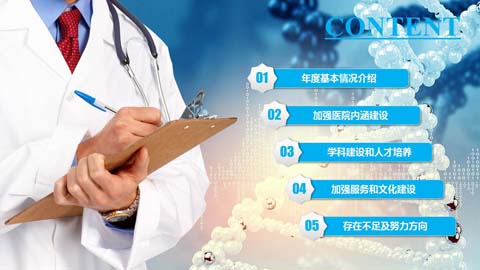 CONTENT
01 年度基本情况介绍
02 加强医院内涵建设
03 学科建设和人才培养
04 加强服务和文化建设
05 存在不足及努力方向